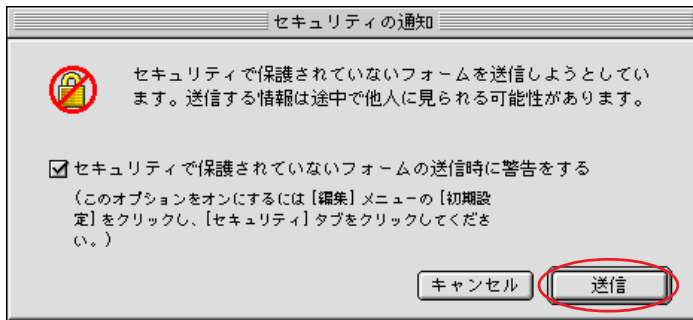 セキュリティの通知
セキュリティで保護されていないフォームを送信しようとしてい
ます。送信する情報は途中で他人に見られる可能性があります。
セキュリティで保護されていないフォームの送信時に警告をする
(このオプションをオンにするには [編集] メニューの [初期設
定] をクリックし、[セキュリティ] タブをクリックしてくださ
い。)
キャンセル 送信